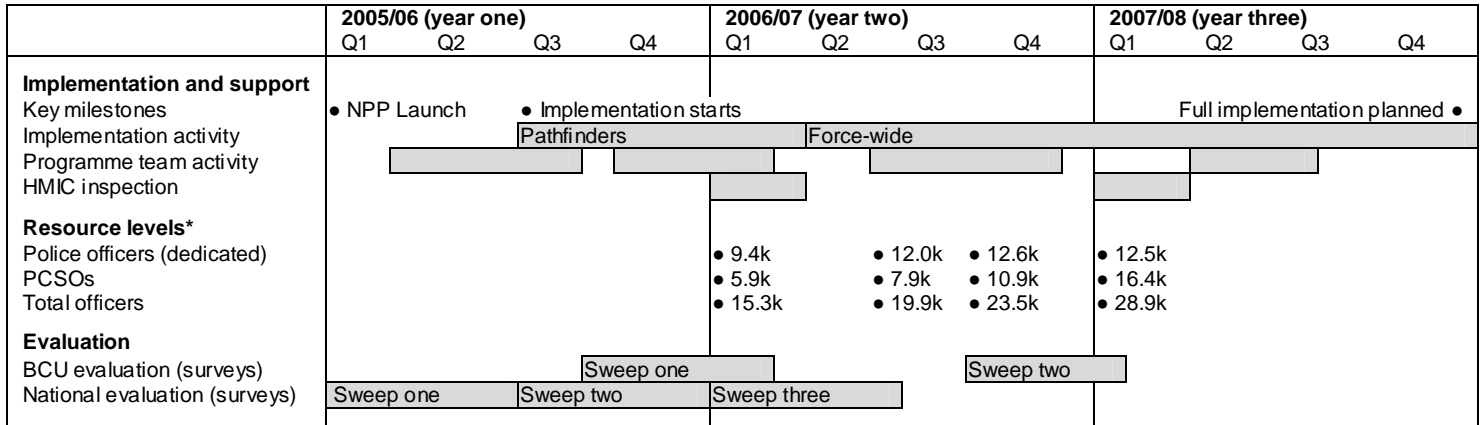 2005/06 (year one) 2006/07 (year two) 2007/08 (year three)
Q1 Q2 Q3 Q4 Q1 Q2 Q3 Q4 Q1 Q2 Q3 Q4
Implementation and support
Key milestones ● NPP Launch ● Implementation starts Full implementation planned ●
Implementation activity Pathfinders Force-wide
Programme team activity
HMIC inspection
Resource levels*
Police officers (dedicated) ● 9.4k ● 12.0k ● 12.6k ● 12.5k
PCSOs ● 5.9k ● 7.9k ● 10.9k ● 16.4k
Total officers ● 15.3k ● 19.9k ● 23.5k ● 28.9k
Evaluation
BCU evaluation (surveys) Sweep one Sweep two
National evaluation (surveys) Sweep one Sweep two Sweep three